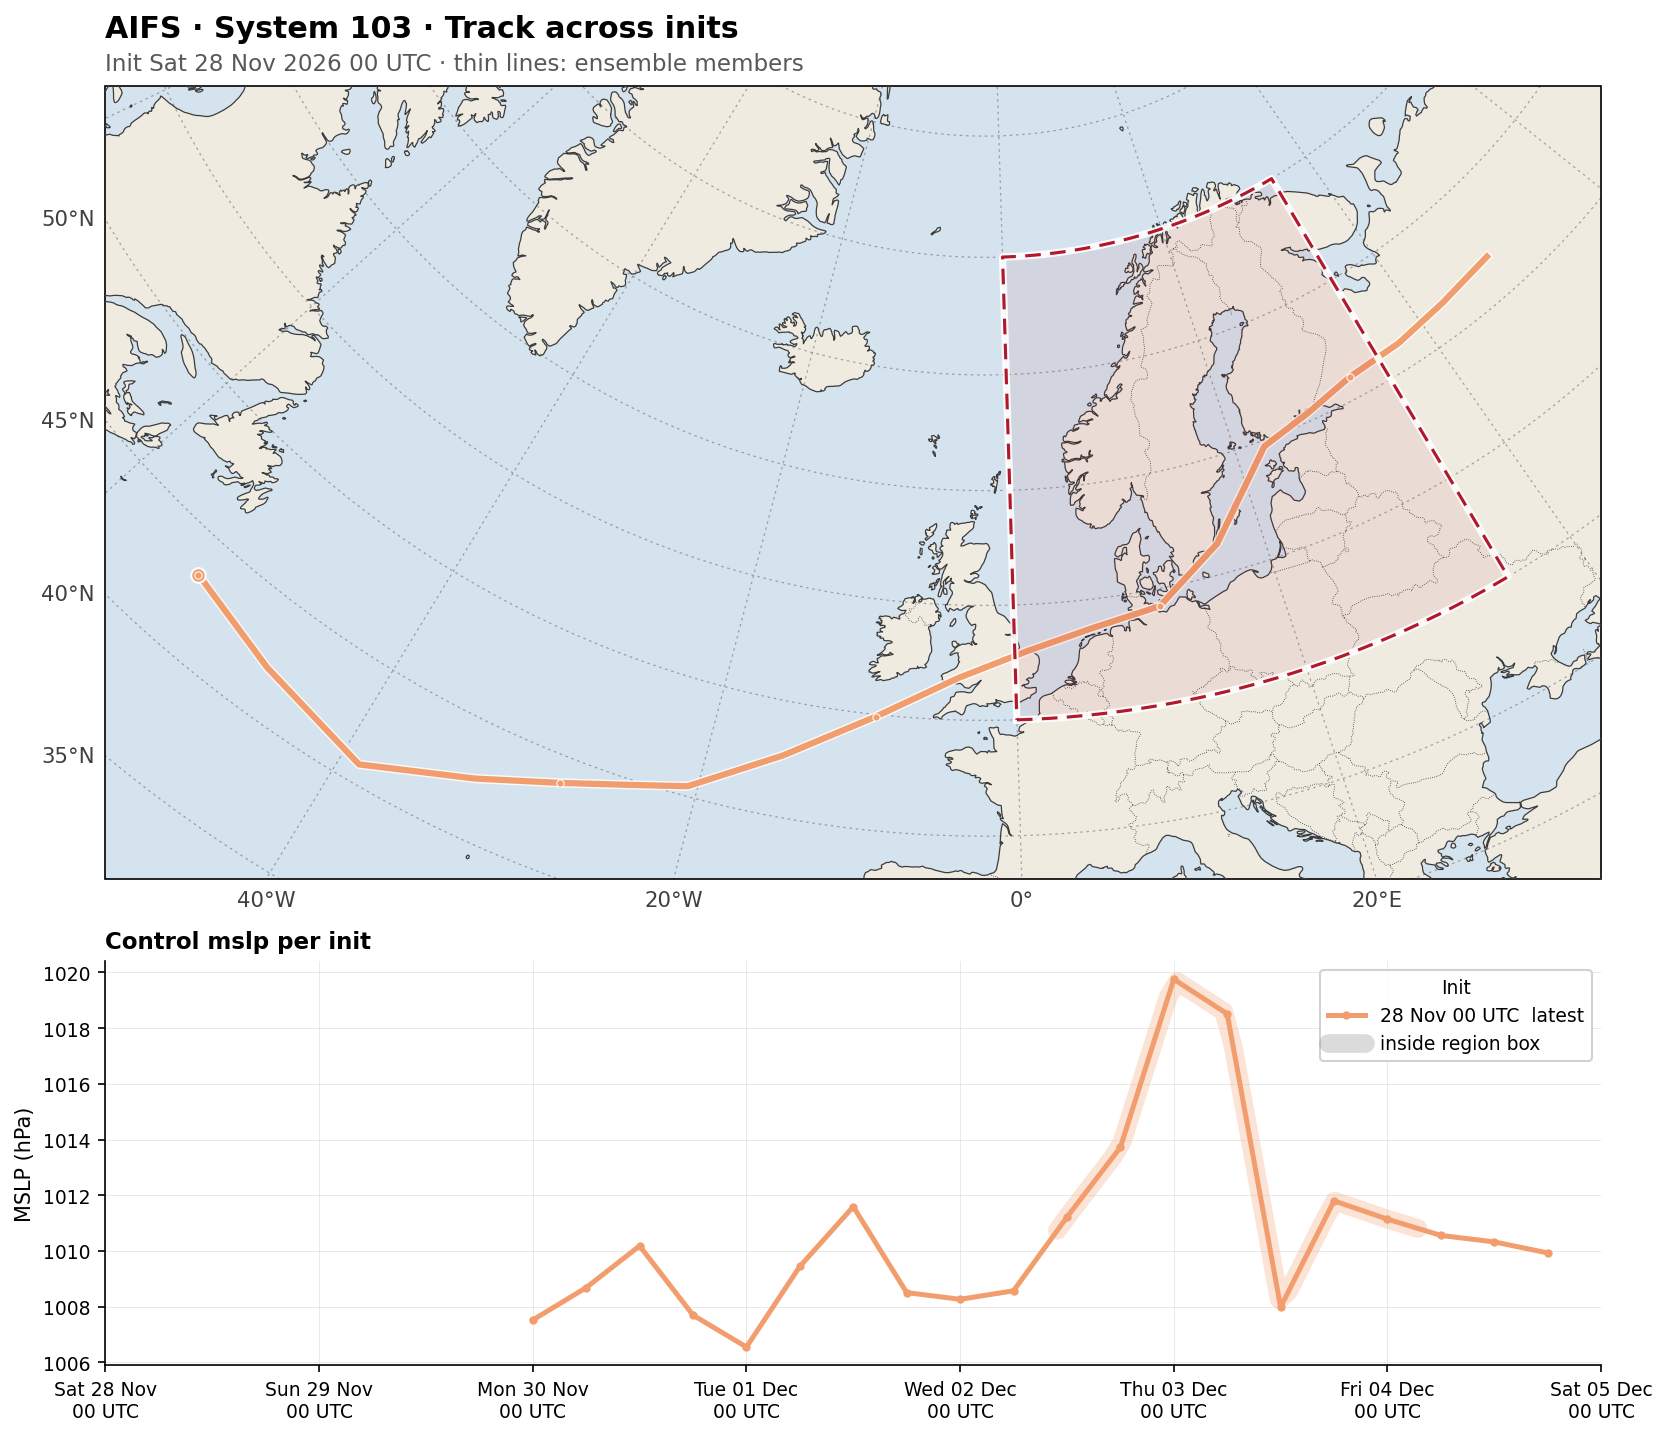 AIFS · System 103 · Track across inits
Init Sat 28 Nov 2026 00 UTC · thin lines: ensemble members
50°N
45°N
40°N
35°N
40°W
20°W
0°
20°E
Control mslp per init
MSLP (hPa)
1020
1018
1016
1014
1012
1010
1008
1006
Init
28 Nov 00 UTC  latest
inside region box
Sat 28 Nov
00 UTC
Sun 29 Nov
00 UTC
Mon 30 Nov
00 UTC
Tue 01 Dec
00 UTC
Wed 02 Dec
00 UTC
Thu 03 Dec
00 UTC
Fri 04 Dec
00 UTC
Sat 05 Dec
00 UTC